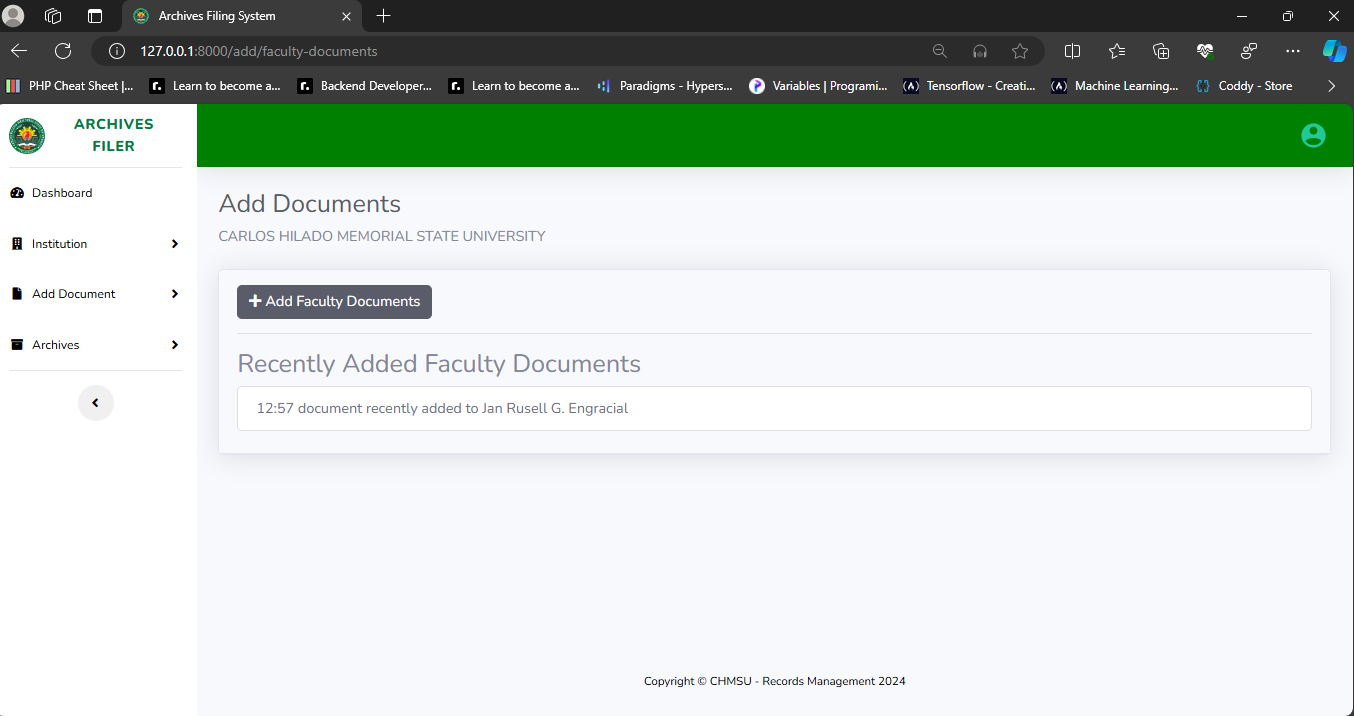 Archives Filing System
127.0.0.1:8000/add/faculty-documents
PHP Cheat Sheet |...
Learn to become a...
Backend Developer...
Learn to become a...
Paradigms - Hypers...
Variables | Programi...
Tensorflow - Creati...
Machine Learning...
Coddy - Store
ARCHIVES
FILER
Dashboard
Institution
Add Document
Archives
Add Documents
CARLOS HILADO MEMORIAL STATE UNIVERSITY
Add Faculty Documents
Recently Added Faculty Documents
12:57 document recently added to Jan Rusell G. Engracial
Copyright © CHMSU - Records Management 2024